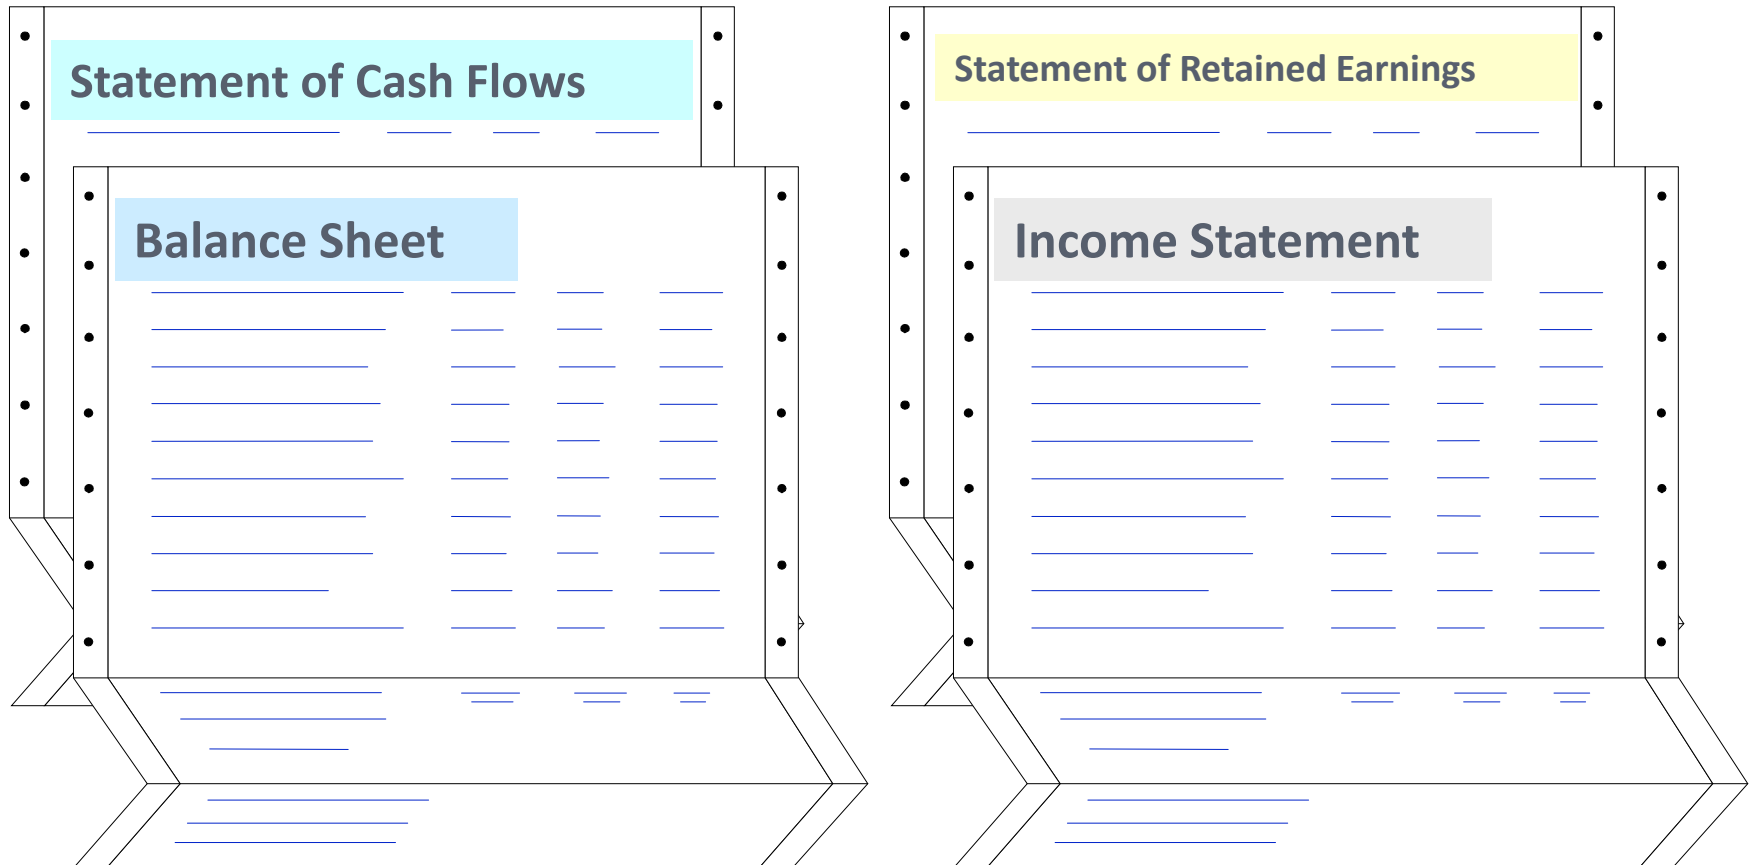 Statement of Cash Flows
Balance Sheet
Statement of Retained Earnings
Income Statement